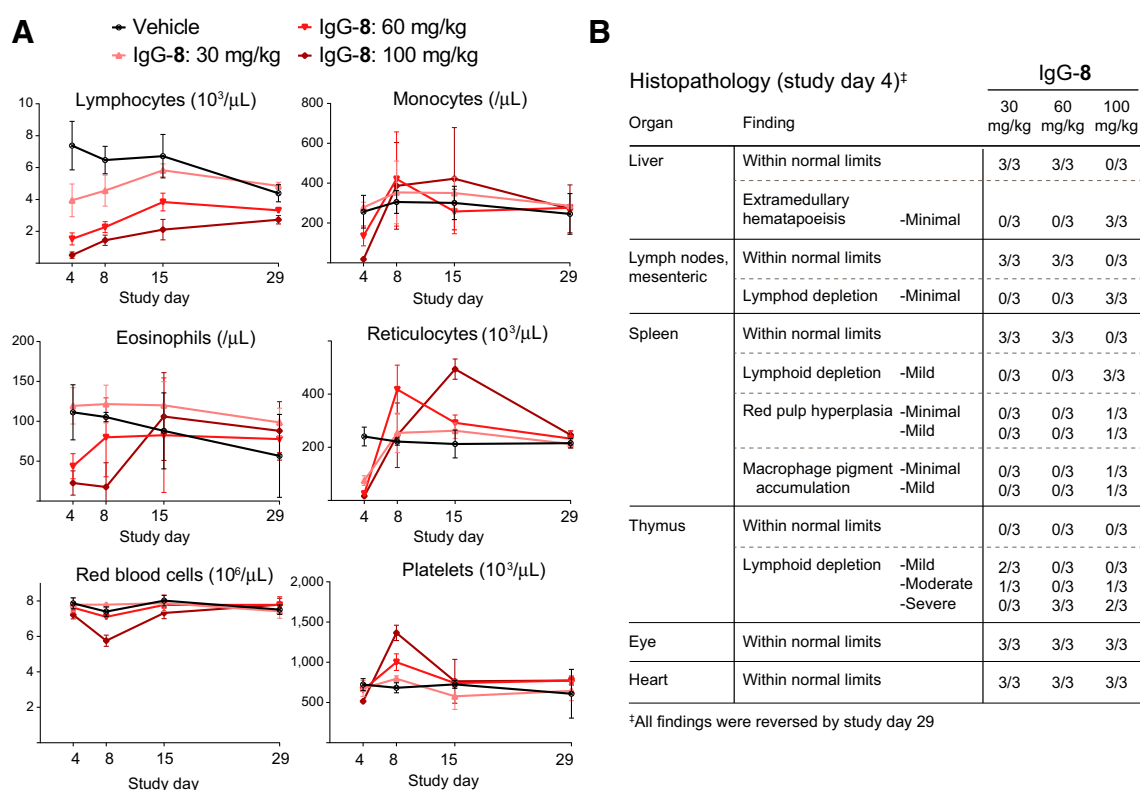 A
Vehicle
IgG-8: 30 mg/kg
IgG-8: 60 mg/kg
IgG-8: 100 mg/kg
Lymphocytes (10³/μL)
10
8
6
4
2
4 8 15 29
Study day
Monocytes (/μL)
800
600
400
200
4 8 15 29
Study day
Eosinophils (/μL)
200
150
100
50
4 8 15 29
Study day
Reticulocytes (10³/μL)
400
200
4 8 15 29
Study day
Red blood cells (10⁶/μL)
8
6
4
2
4 8 15 29
Study day
Platelets (10³/μL)
2,000
1,500
1,000
500
4 8 15 29
Study day
B
Histopathology (study day 4)‡ IgG-8
Organ Finding 30 mg/kg 60 mg/kg 100 mg/kg
Liver Within normal limits 3/3 3/3 0/3
Extramedullary
hematapoeisis -Minimal 0/3 0/3 3/3
Lymph nodes, Within normal limits 3/3 3/3 0/3
mesenteric
Lymphod depletion -Minimal 0/3 0/3 3/3
Spleen Within normal limits 3/3 3/3 0/3
Lymphoid depletion -Mild 0/3 0/3 3/3
Red pulp hyperplasia -Minimal 0/3 0/3 1/3
-Mild 0/3 0/3 1/3
Macrophage pigment -Minimal 0/3 0/3 1/3
accumulation -Mild 0/3 0/3 1/3
Thymus Within normal limits 0/3 0/3 0/3
Lymphoid depletion -Mild 2/3 0/3 0/3
-Moderate 1/3 0/3 1/3
-Severe 0/3 3/3 2/3
Eye Within normal limits 3/3 3/3 3/3
Heart Within normal limits 3/3 3/3 3/3
‡All findings were reversed by study day 29